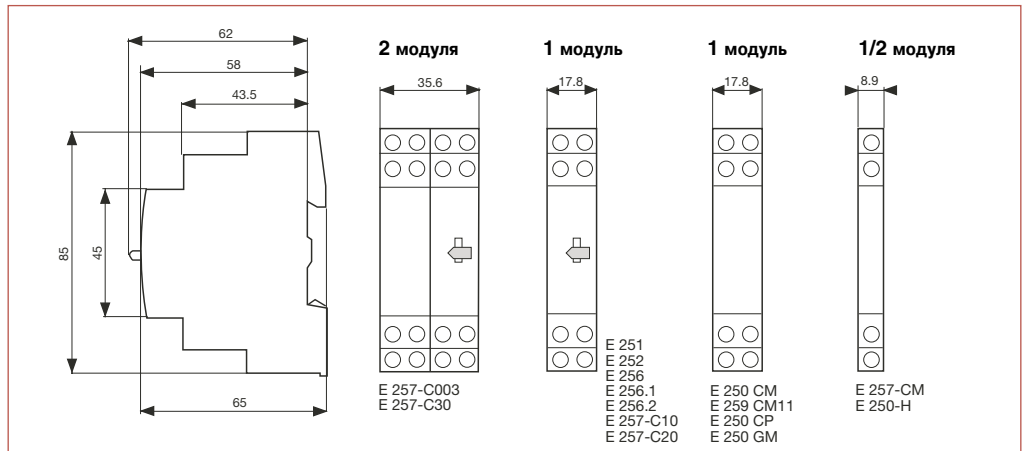 62
58
43.5
85
45
65
2 модуля
35.6
E 257-C003
E 257-C30
1 модуль
17.8
E 251
E 252
E 256
E 256.1
E 256.2
E 257-C10
E 257-C20
1 модуль
17.8
E 250 CM
E 259 CM11
E 250 CP
E 250 GM
1/2 модуля
8.9
E 257-CM
E 250-H